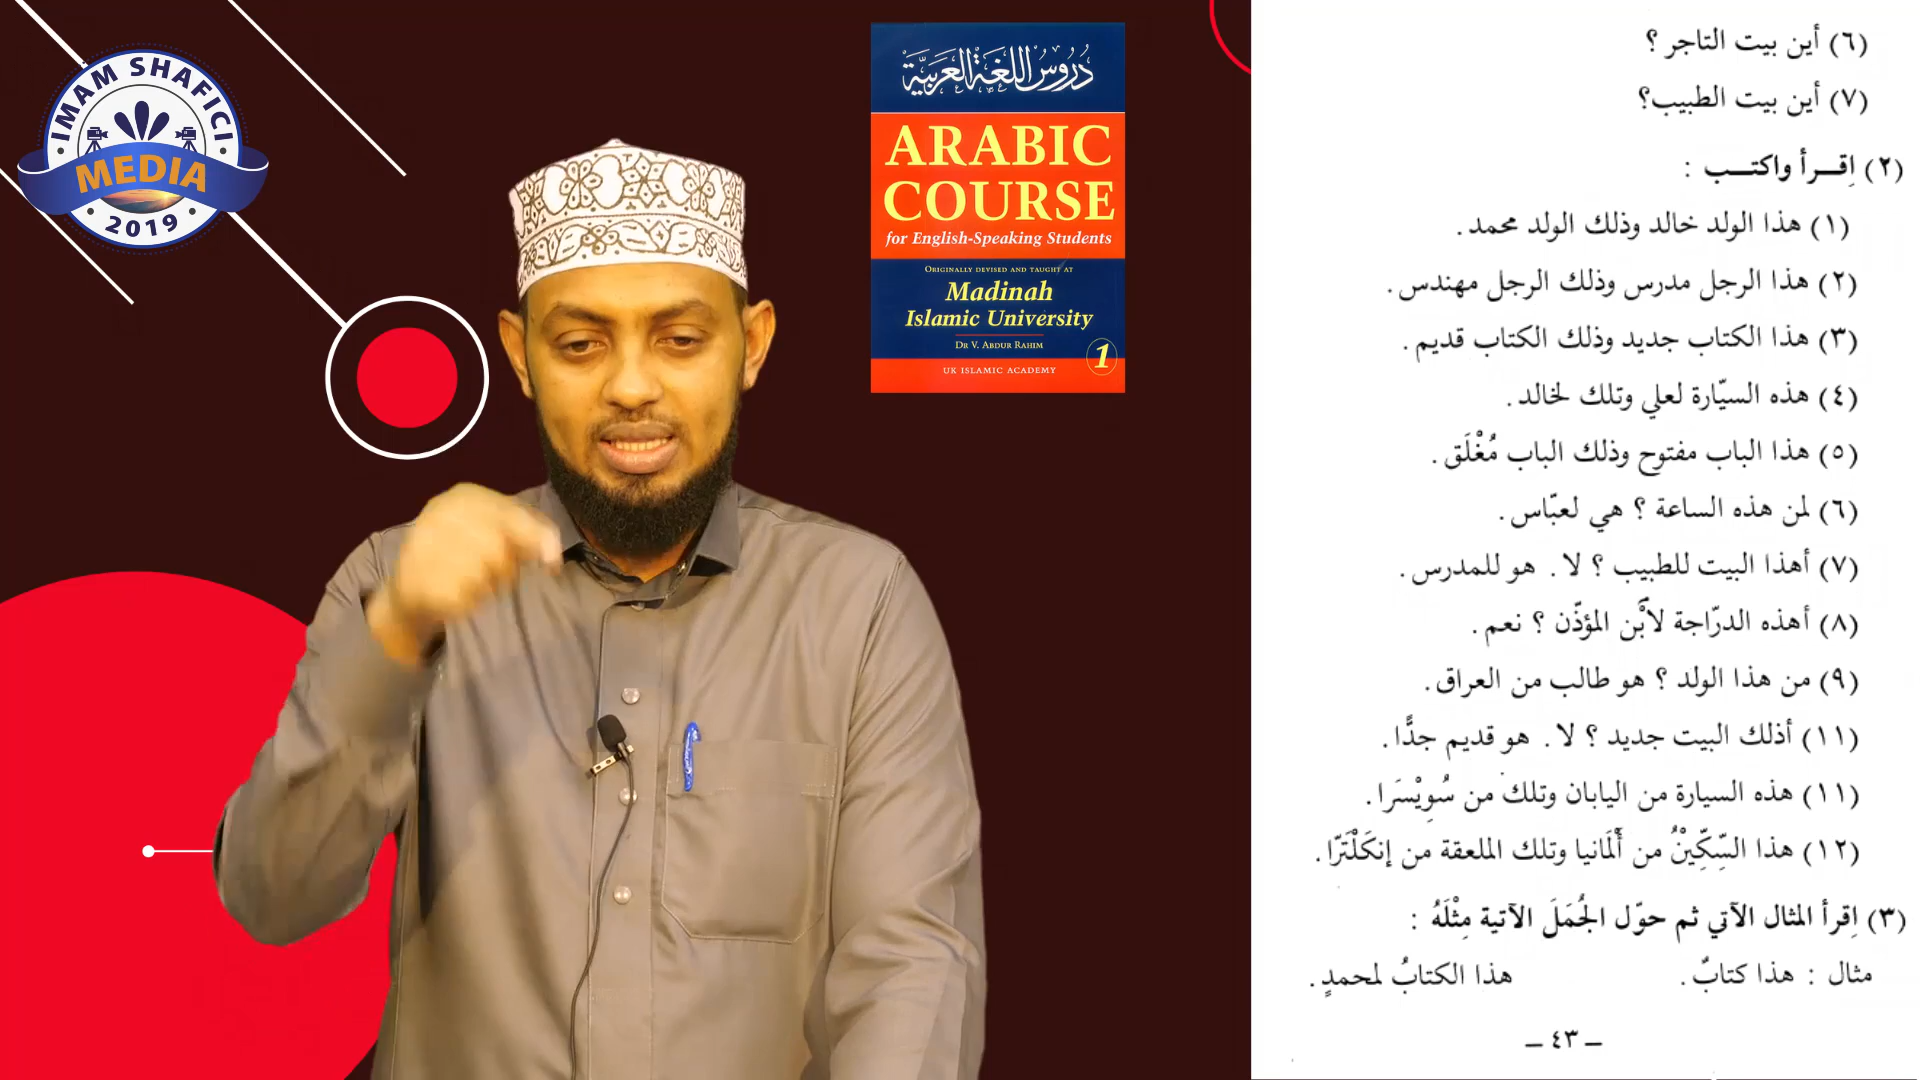 IMAM SHAFICI
MEDIA
2019
دُرُوسُ اللُّغَةِ الْعَرَبِيَّة
ARABIC
COURSE
for English-Speaking Students
ORIGINALLY DEVISED AND TAUGHT AT
Madinah
Islamic University
DR V. ABDUR RAHIM
1
UK ISLAMIC ACADEMY
(٦) أين بيت التاجر ؟
(٧) أين بيت الطبيب؟
(٢) اِقـــرأ واكتـــب :
(١) هذا الولد خالد وذلك الولد محمد.
(٢) هذا الرجل مدرس وذلك الرجل مهندس.
(٣) هذا الكتاب جديد وذلك الكتاب قديم.
(٤) هذه السيّارة لعلي وتلك لخالد.
(٥) هذا الباب مفتوح وذلك الباب مُغْلَق.
(٦) لمن هذه الساعة ؟ هي لعبّاس.
(٧) أهذا البيت للطبيب ؟ لا. هو للمدرس.
(٨) أهذه الدرّاجة لاٌبْن المؤذّن ؟ نعم.
(٩) من هذا الولد ؟ هو طالب من العراق.
(١١) أذلك البيت جديد ؟ لا. هو قديم جدًّا.
(١١) هذه السيارة من اليابان وتلك من سُوِيْسَرا.
(١٢) هذا السِّكِّيْنُ من أَلْمَانيا وتلك الملعقة من إنكَلْتَرّا.
(٣) اِقرأ المثال الآتي ثم حوّل الجُمَلَ الآتية مِثْلَهُ :
مثال : هذا كتابٌ. هذا الكتابُ لمحمدٍ.
– ٤٣ –